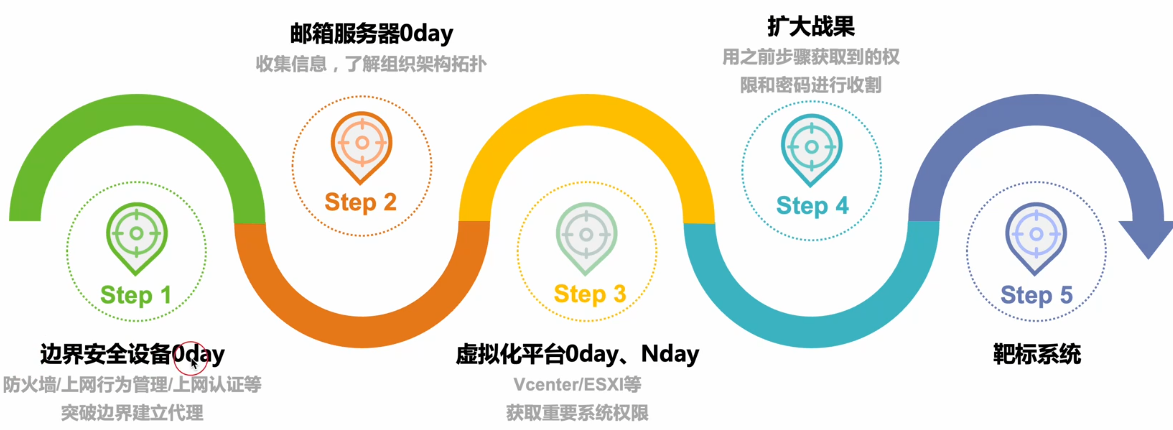 邮箱服务器0day
收集信息，了解组织架构拓扑
扩大战果
用之前步骤获取到的权
限和密码进行收割
Step 1
Step 2
Step 3
Step 4
Step 5
边界安全设备0day
防火墙/上网行为管理/上网认证等
突破边界建立代理
虚拟化平台0day、Nday
Vcenter/ESXI等
获取重要系统权限
靶标系统